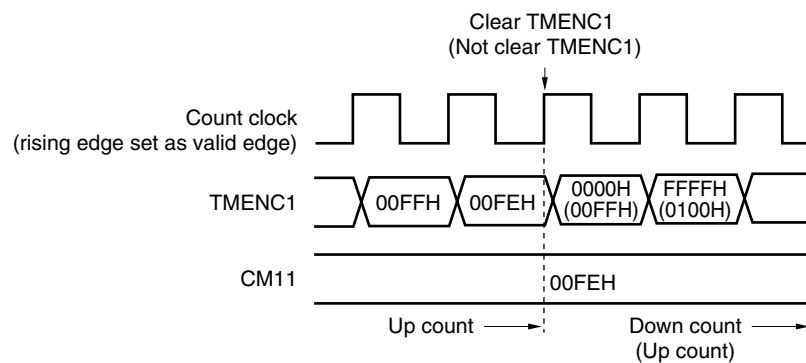 Clear TMENC1
(Not clear TMENC1)
Count clock
(rising edge set as valid edge)
TMENC1
00FFH
00FEH
0000H
(00FFH)
FFFFH
(0100H)
CM11
00FEH
Up count
Down count
(Up count)